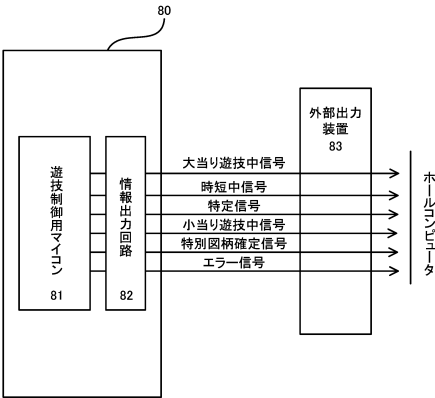 80
遊技制御用マイコン
81
情報出力回路
82
大当り遊技中信号
時短中信号
特定信号
小当り遊技中信号
特別図柄確定信号
エラー信号
外部出力
装置
83
ホールコンピュータ